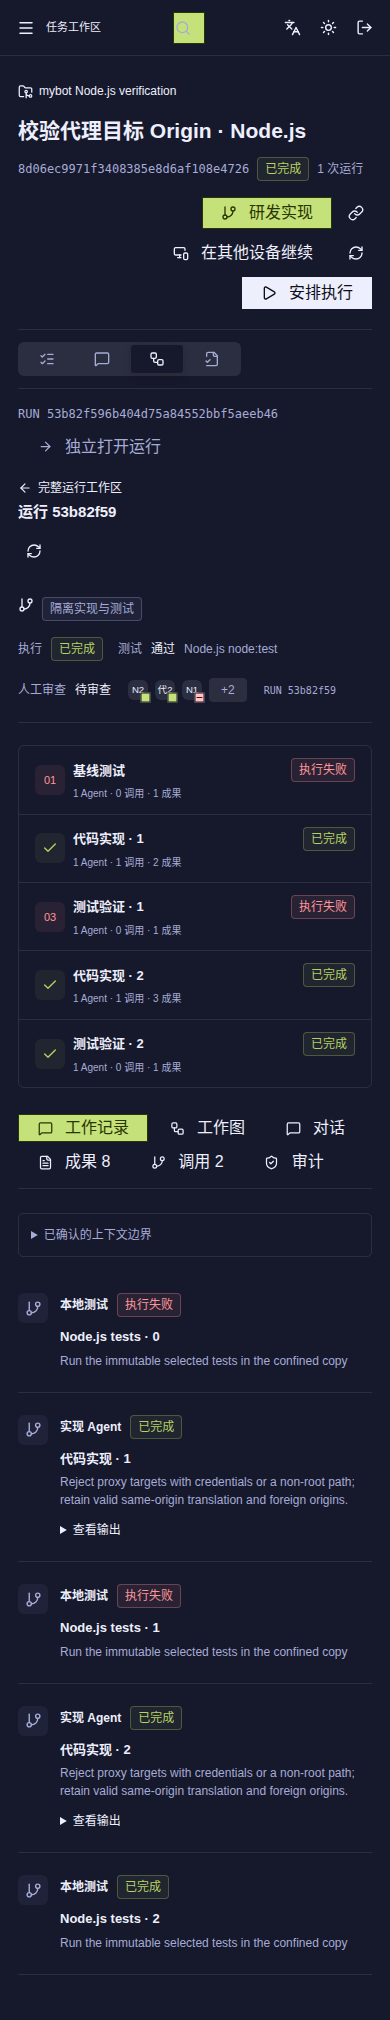 任务工作区
mybot Node.js verification
校验代理目标 Origin · Node.js
8d06ec9971f3408385e8d6af108e4726 已完成 1 次运行
研发实现
在其他设备继续
安排执行
RUN 53b82f596b404d75a84552bbf5aeeb46
独立打开运行
完整运行工作区
运行 53b82f59
隔离实现与测试
执行 已完成 测试 通过 Node.js node:test
人工审查 待审查 N2 代2 N1 +2 RUN 53b82f59
01 基线测试 执行失败
1 Agent · 0 调用 · 1 成果
代码实现 · 1 已完成
1 Agent · 1 调用 · 2 成果
03 测试验证 · 1 执行失败
1 Agent · 0 调用 · 1 成果
代码实现 · 2 已完成
1 Agent · 1 调用 · 3 成果
测试验证 · 2 已完成
1 Agent · 0 调用 · 1 成果
工作记录 工作图 对话
成果 8 调用 2 审计
已确认的上下文边界
本地测试 执行失败
Node.js tests · 0
Run the immutable selected tests in the confined copy
实现 Agent 已完成
代码实现 · 1
Reject proxy targets with credentials or a non-root path;
retain valid same-origin translation and foreign origins.
查看输出
本地测试 执行失败
Node.js tests · 1
Run the immutable selected tests in the confined copy
实现 Agent 已完成
代码实现 · 2
Reject proxy targets with credentials or a non-root path;
retain valid same-origin translation and foreign origins.
查看输出
本地测试 已完成
Node.js tests · 2
Run the immutable selected tests in the confined copy